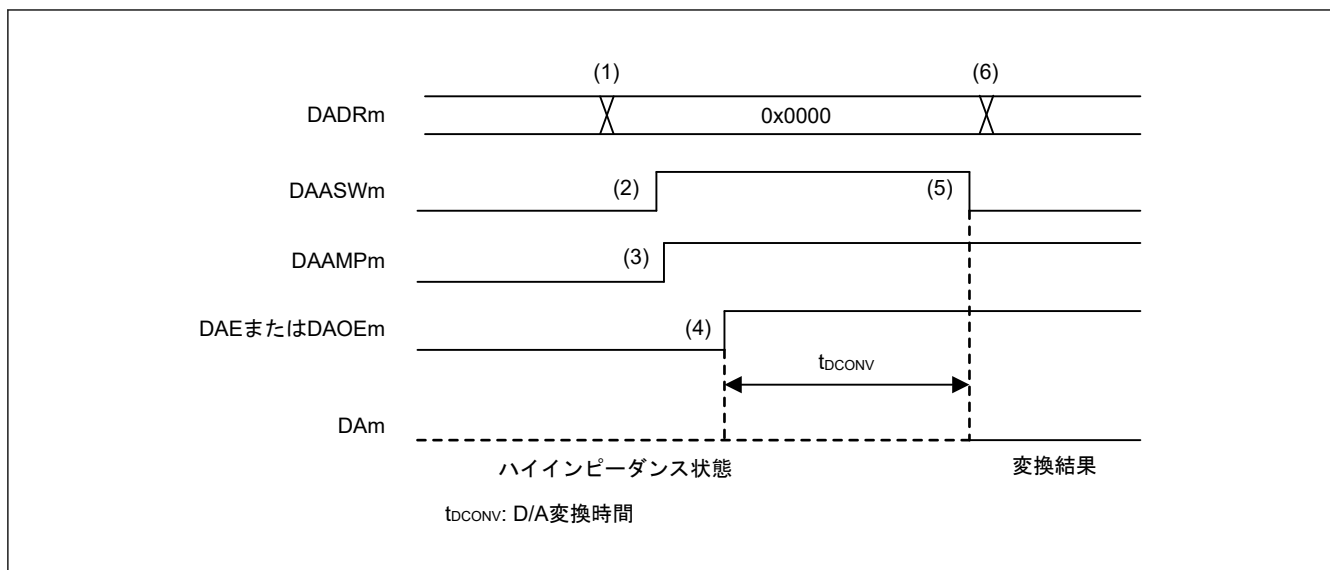 (1) (6)
DADRm 0x0000
DAASWm (2) (5)
DAAMPm (3)
DAEまたはDAOEm (4)
tDCONV
DAm
ハイインピーダンス状態 変換結果
tDCONV: D/A変換時間